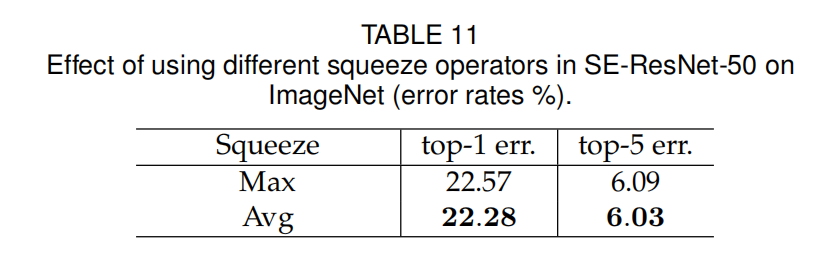 TABLE 11
Effect of using different squeeze operators in SE-ResNet-50 on
ImageNet (error rates %).
Squeeze top-1 err. top-5 err.
Max 22.57 6.09
Avg 22.28 6.03